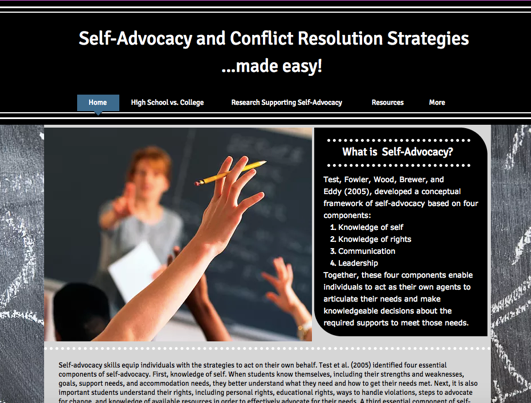 Self-Advocacy and Conflict Resolution Strategies
...made easy!
Home
High School vs. College
Research Supporting Self-Advocacy
Resources
More
What is Self-Advocacy?
Test, Fowler, Wood, Brewer, and
Eddy (2005), developed a conceptual
framework of self-advocacy based on four
components:
1. Knowledge of self
2. Knowledge of rights
3. Communication
4. Leadership
Together, these four components enable
individuals to act as their own agents to
articulate their needs and make
knowledgeable decisions about the
required supports to meet those needs.
Self-advocacy skills equip individuals with the strategies to act on their own behalf. Test et al. (2005) identified four essential
components of self-advocacy. First, knowledge of self. When students know themselves, including their strengths and weaknesses,
goals, support needs, and accommodation needs, they better understand what they need and how to get their needs met. Next, it is also
important students understand their rights, including personal rights, educational rights, ways to handle violations, steps to advocate
for change, and knowledge of available resources in order to effectively advocate for their needs. A third essential component of self-